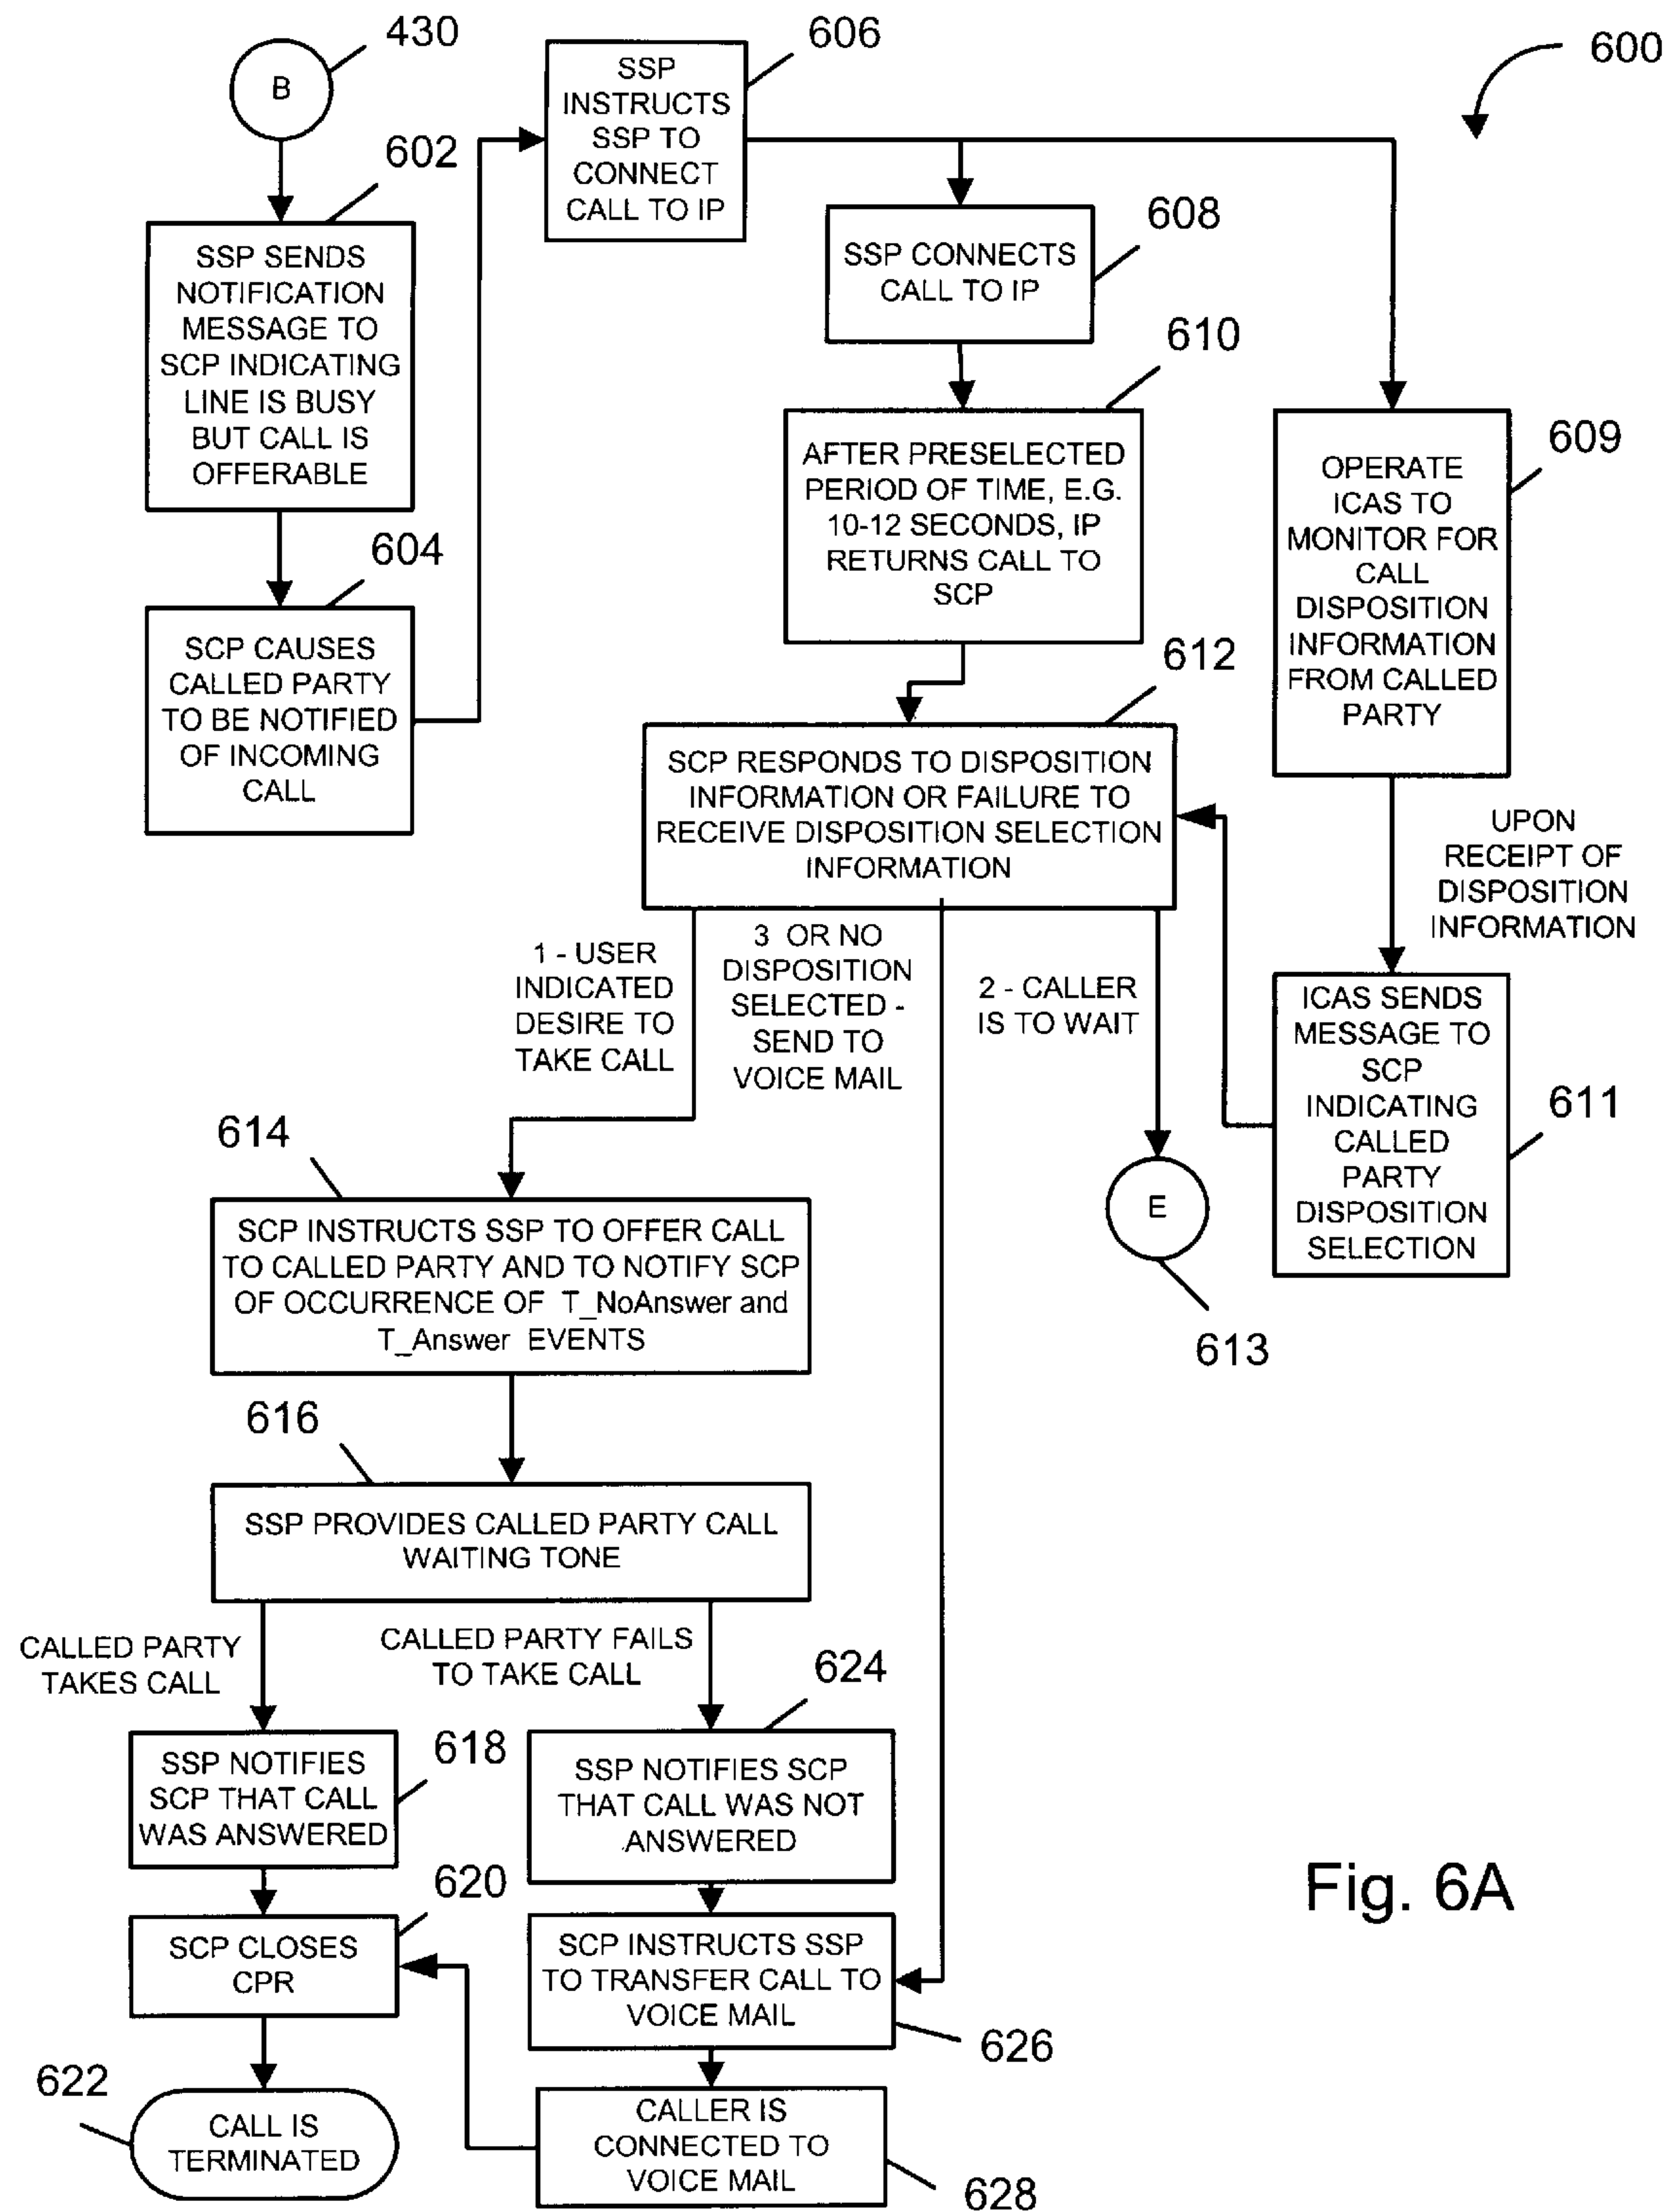 430
B
602
SSP SENDS
NOTIFICATION
MESSAGE TO
SCP INDICATING
LINE IS BUSY
BUT CALL IS
OFFERABLE
604
SCP CAUSES
CALLED PARTY
TO BE NOTIFIED
OF INCOMING
CALL
606
SSP
INSTRUCTS
SSP TO
CONNECT
CALL TO IP
600
608
SSP CONNECTS
CALL TO IP
610
AFTER PRESELECTED
PERIOD OF TIME, E.G.
10-12 SECONDS, IP
RETURNS CALL TO
SCP
609
OPERATE
ICAS TO
MONITOR FOR
CALL
DISPOSITION
INFORMATION
FROM CALLED
PARTY
612
SCP RESPONDS TO DISPOSITION
INFORMATION OR FAILURE TO
RECEIVE DISPOSITION SELECTION
INFORMATION
UPON
RECEIPT OF
DISPOSITION
INFORMATION
1 - USER
INDICATED
DESIRE TO
TAKE CALL
3 OR NO
DISPOSITION
SELECTED -
SEND TO
VOICE MAIL
2 - CALLER
IS TO WAIT
ICAS SENDS
MESSAGE TO
SCP
INDICATING
CALLED
PARTY
DISPOSITION
SELECTION
611
E
613
614
SCP INSTRUCTS SSP TO OFFER CALL
TO CALLED PARTY AND TO NOTIFY SCP
OF OCCURRENCE OF T_NoAnswer and
T_Answer EVENTS
616
SSP PROVIDES CALLED PARTY CALL
WAITING TONE
CALLED PARTY
TAKES CALL
CALLED PARTY FAILS
TO TAKE CALL
618
SSP NOTIFIES
SCP THAT CALL
WAS ANSWERED
624
SSP NOTIFIES SCP
THAT CALL WAS NOT
ANSWERED
620
SCP CLOSES
CPR
SCP INSTRUCTS SSP
TO TRANSFER CALL TO
VOICE MAIL
626
622
CALL IS
TERMINATED
CALLER IS
CONNECTED TO
VOICE MAIL
628
Fig. 6A